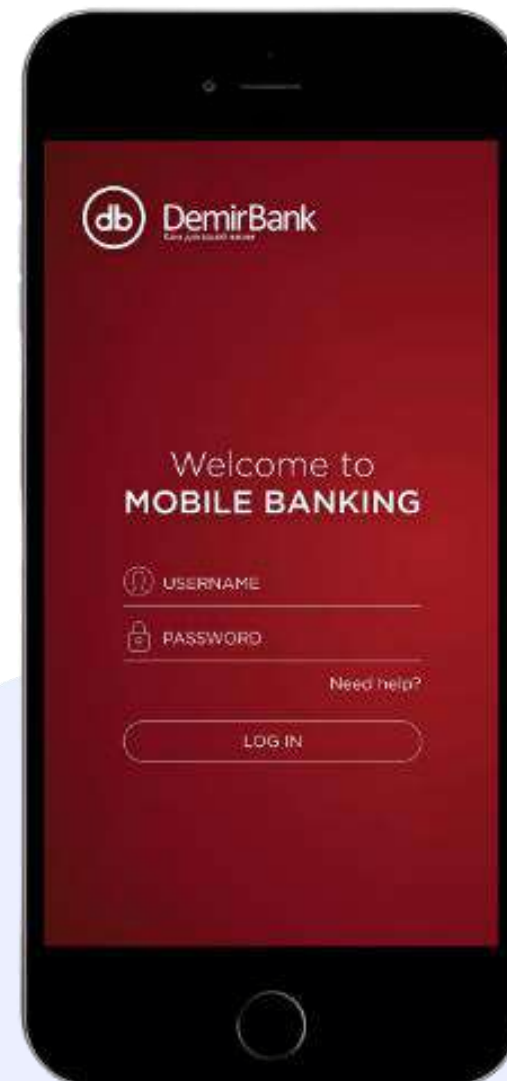 db DemirBank
Welcome to
MOBILE BANKING
USERNAME
PASSWORD
Need help?
LOG IN